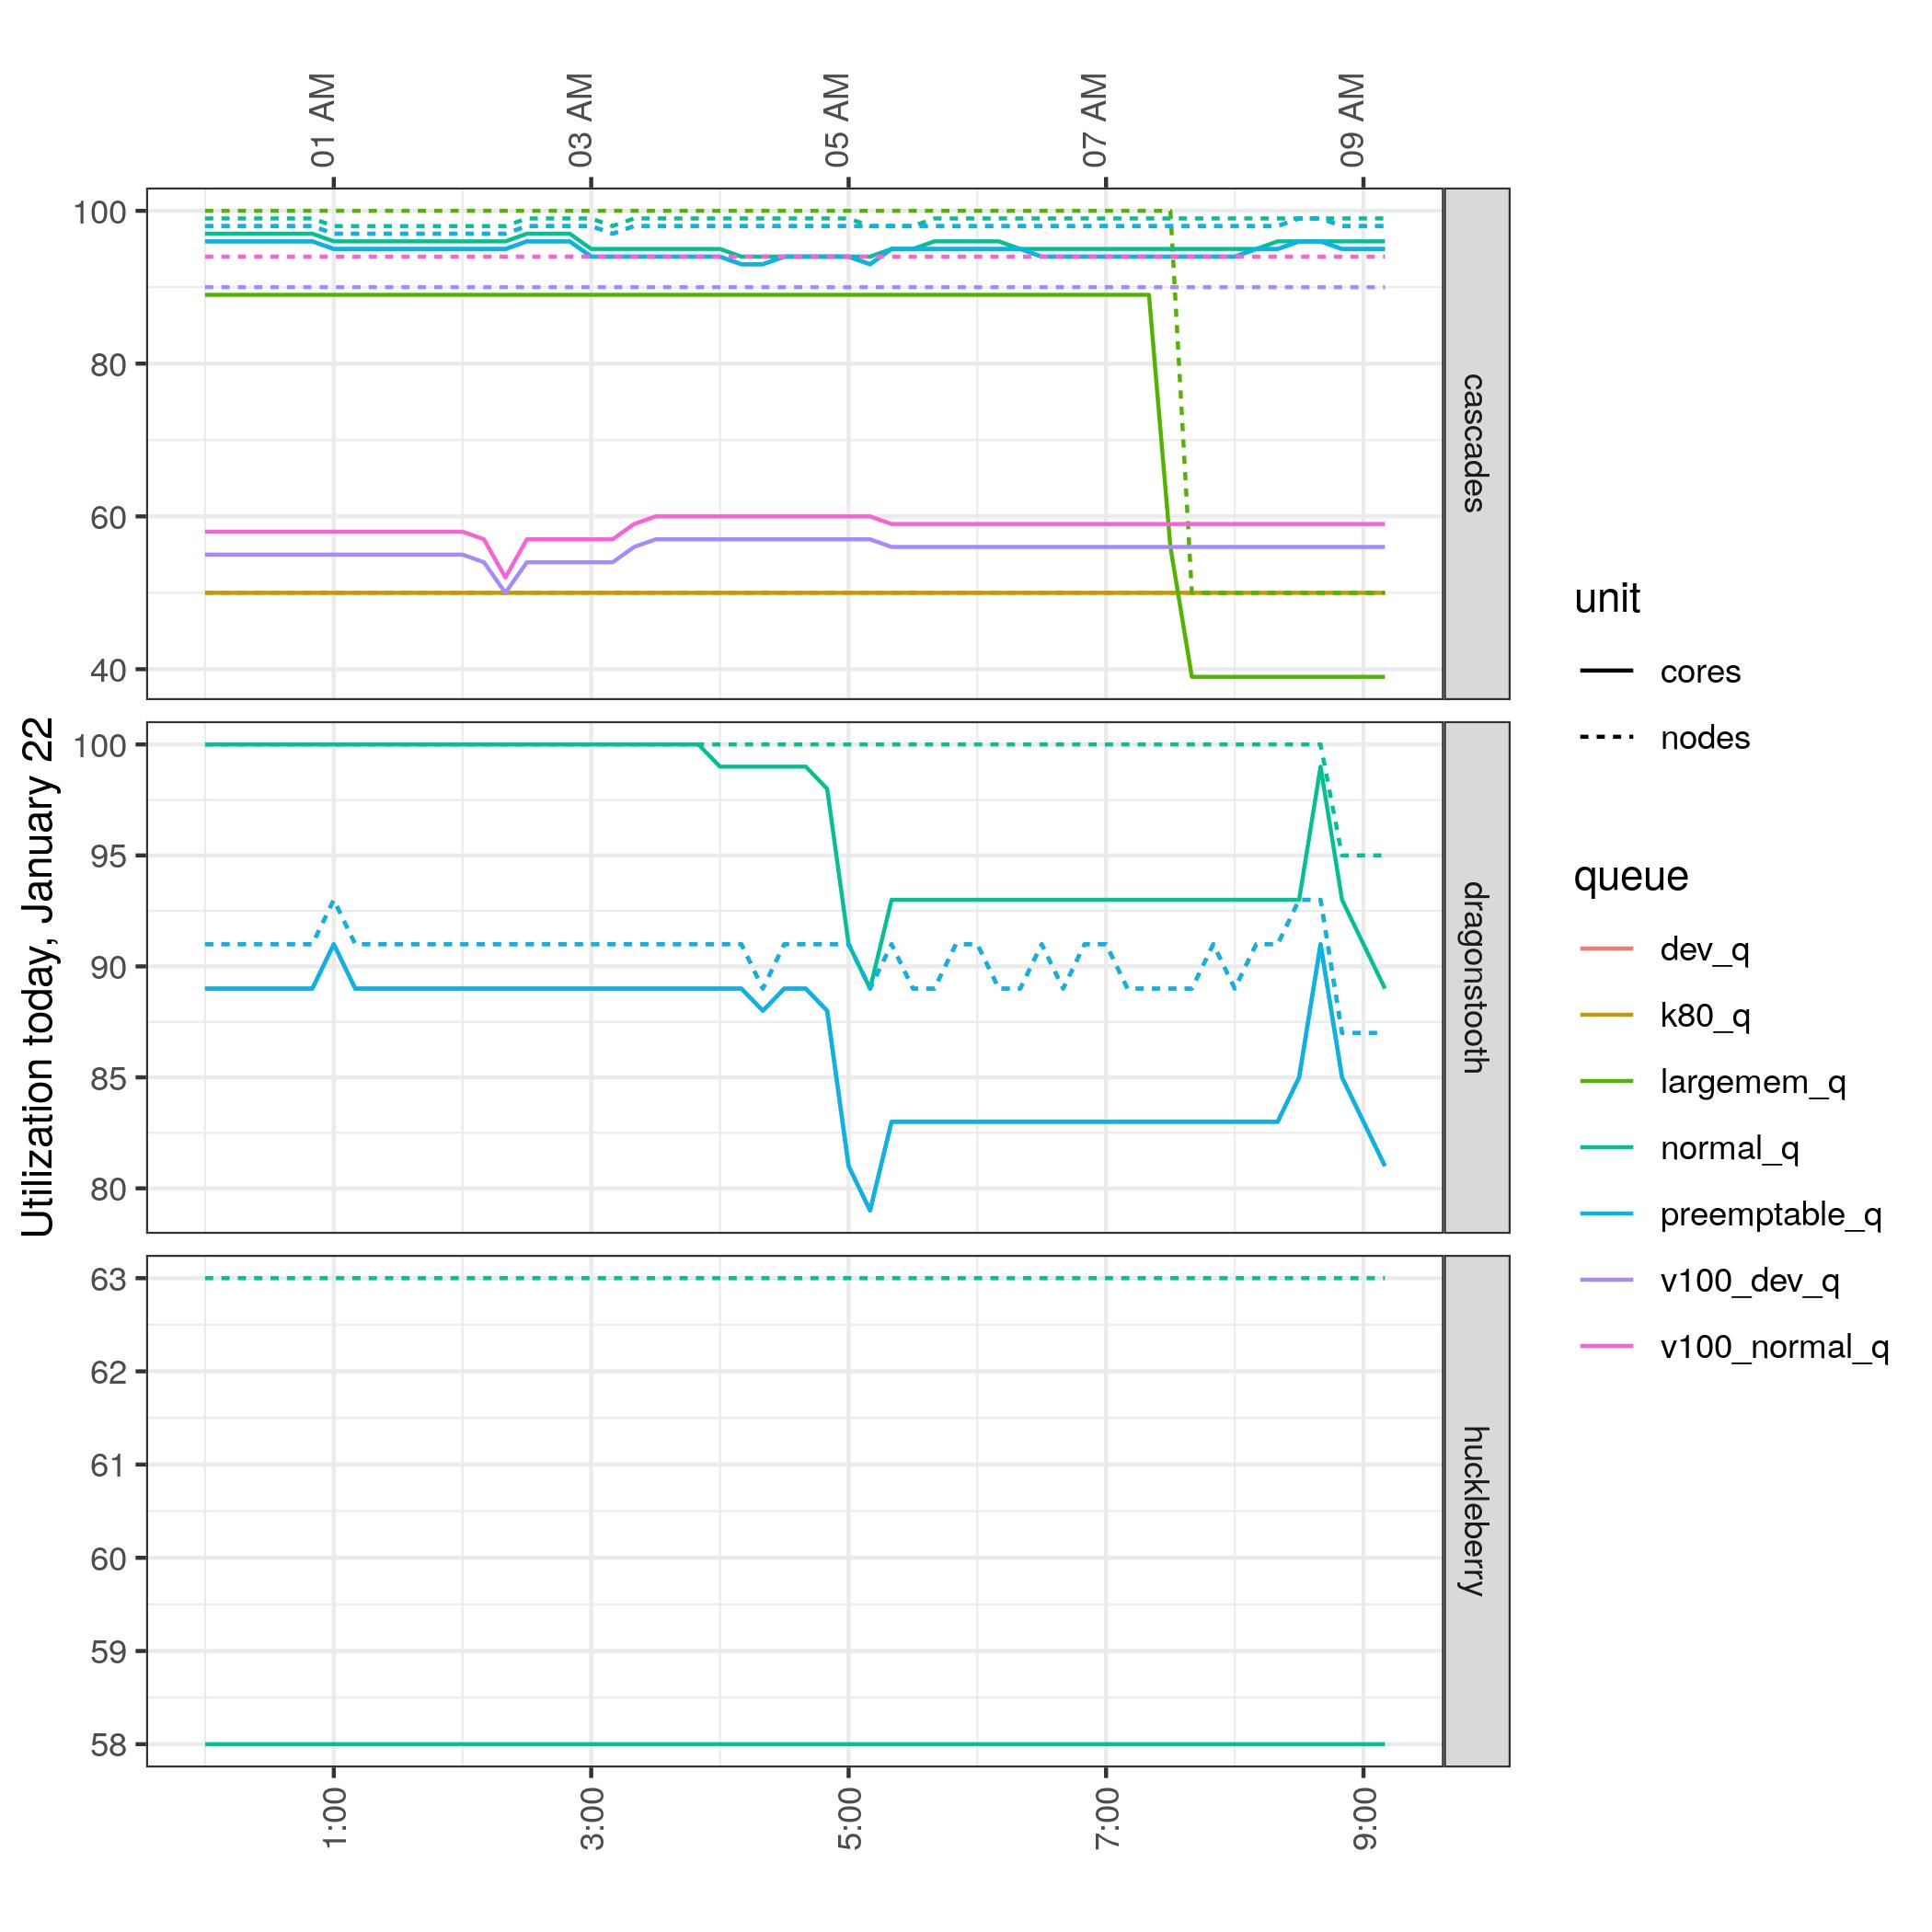 01 AM
03 AM
05 AM
07 AM
09 AM
100
80
60
40
cascades
Utilization today, January 22
100
95
90
85
80
dragonstooth
63
62
61
60
59
58
huckleberry
1:00
3:00
5:00
7:00
9:00
unit
cores
nodes
queue
dev_q
k80_q
largemem_q
normal_q
preemptable_q
v100_dev_q
v100_normal_q